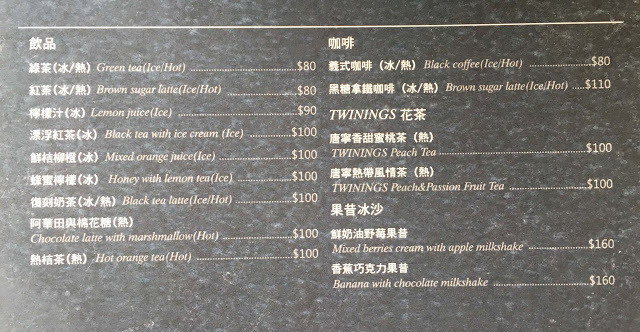 飲品
綠茶(冰/熱) Green tea(Ice/Hot) $80
紅茶(冰/熱) Brown sugar latte(Ice/Hot) $80
檸檬汁(冰) Lemon juice(Ice) $90
漂浮紅茶(冰) Black tea with ice cream (Ice) $100
鮮桔柳橙(冰) Mixed orange juice(Ice) $100
蜂蜜檸檬(冰) Honey with lemon tea(Ice) $100
復刻奶茶(冰/熱) Black tea latte(Ice/Hot) $100
阿華田與棉花糖(熱)
Chocolate latte with marshmallow(Hot) $100
熱桔茶(熱) Hot orange tea(Hot) $100
咖啡
義式咖啡 (冰/熱) Black coffee(Ice/Hot) $80
黑糖拿鐵咖啡 (冰/熱) Brown sugar latte(Ice/Hot) $110
TWININGS 花茶
唐寧香甜蜜桃茶 (熱)
TWININGS Peach Tea $100
唐寧熱帶風情茶 (熱)
TWININGS Peach&Passion Fruit Tea $100
果昔冰沙
鮮奶油野莓果昔
Mixed berries cream with apple milkshake $160
香蕉巧克力果昔
Banana with chocolate milkshake $160